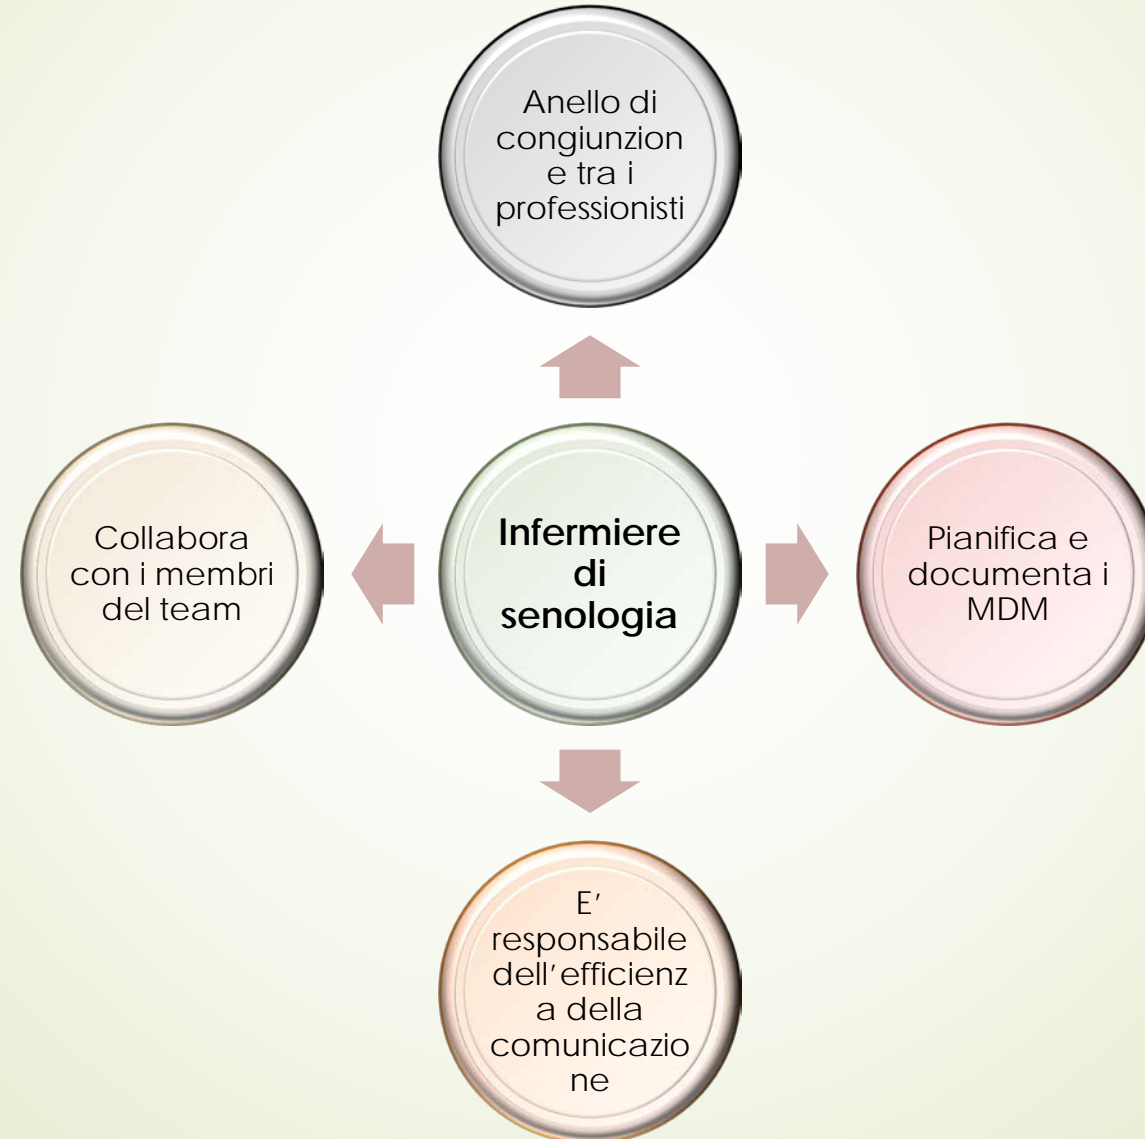 Anello di
congiunzion
e tra i
professionisti
Collabora
con i membri
del team
Infermiere
di
senologia
Pianifica e
documenta i
MDM
E’
responsabile
dell’efficienz
a della
comunicazio
ne